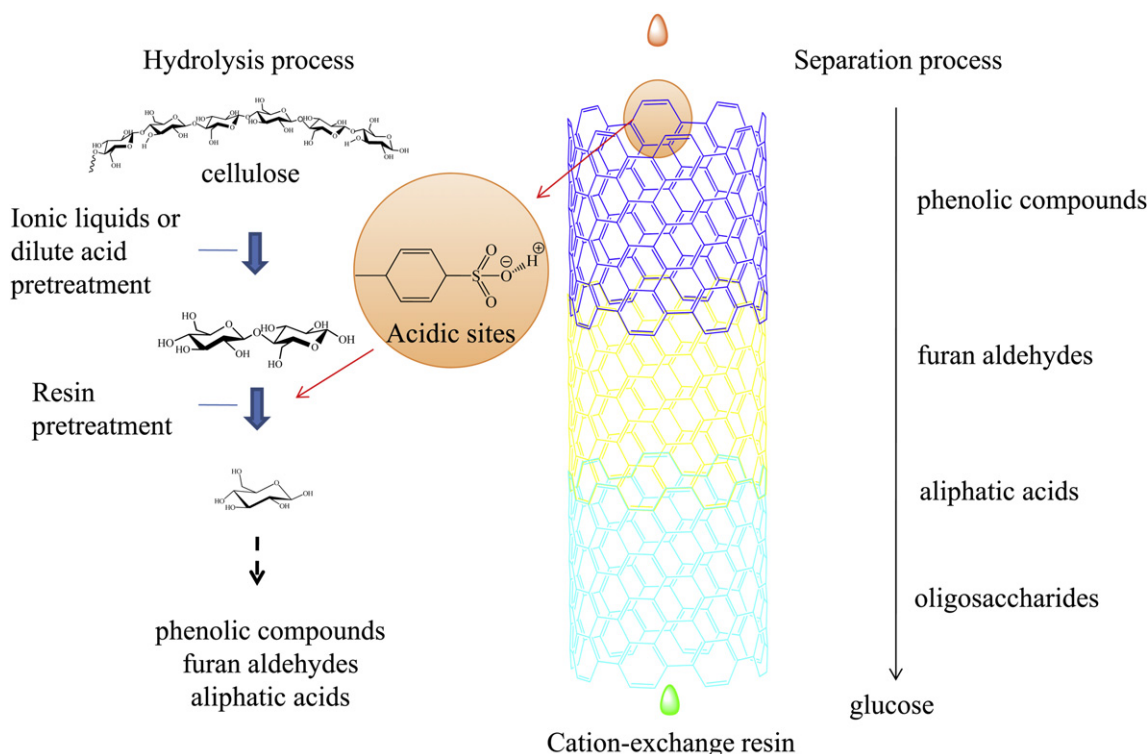 Hydrolysis process
Separation process
cellulose
Ionic liquids or
dilute acid
pretreatment
Acidic sites
Resin
pretreatment
phenolic compounds
furan aldehydes
aliphatic acids
phenolic compounds
furan aldehydes
aliphatic acids
oligosaccharides
glucose
Cation-exchange resin